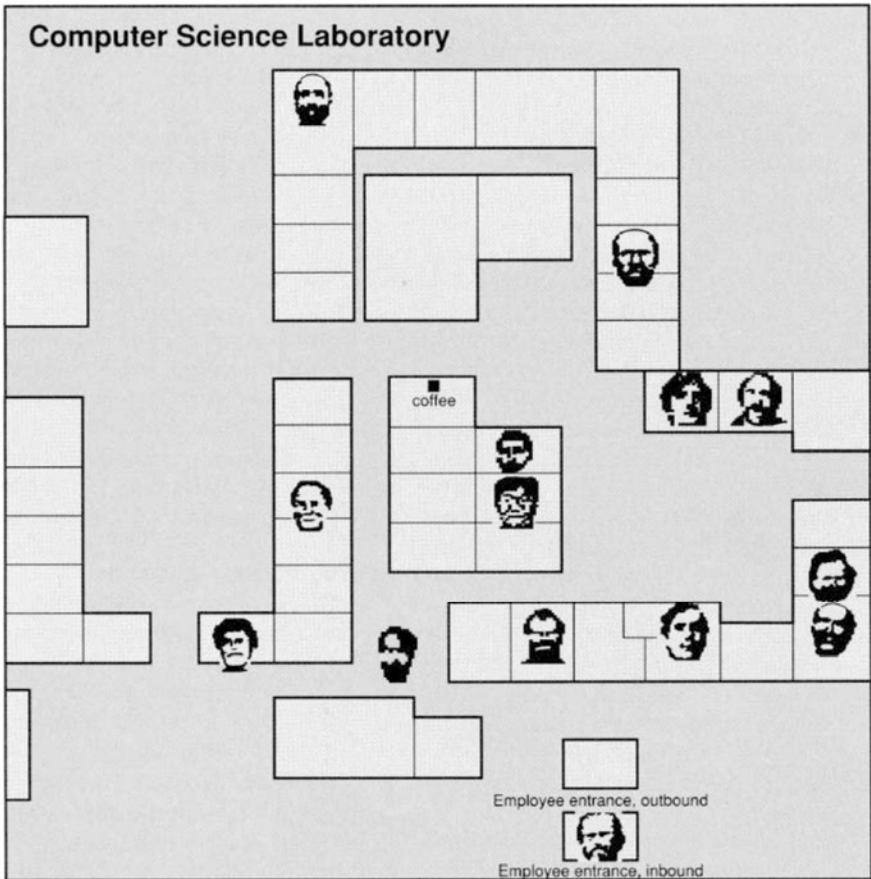 Computer Science Laboratory
coffee
Employee entrance, outbound
Employee entrance, inbound